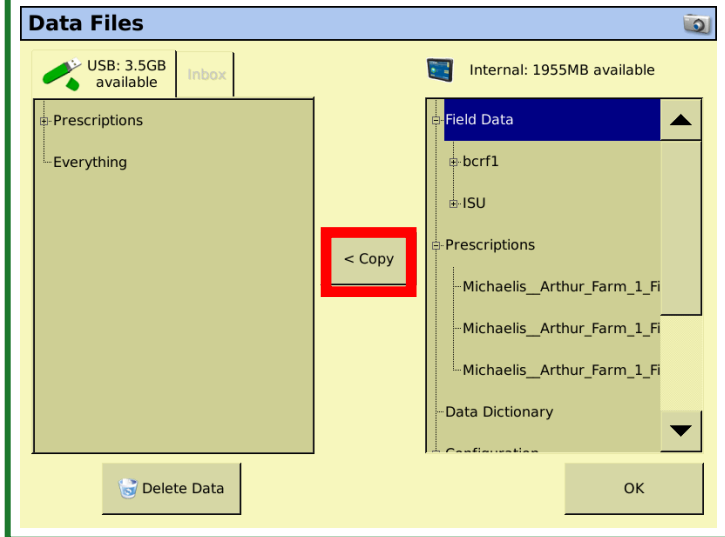 Data Files
USB: 3.5GB
available
Inbox
Internal: 1955MB available
Prescriptions
Everything
< Copy
Field Data
bcrf1
ISU
Prescriptions
Michaelis__Arthur_Farm_1_Fi
Michaelis__Arthur_Farm_1_Fi
Michaelis__Arthur_Farm_1_Fi
Data Dictionary
Configuration
Delete Data
OK